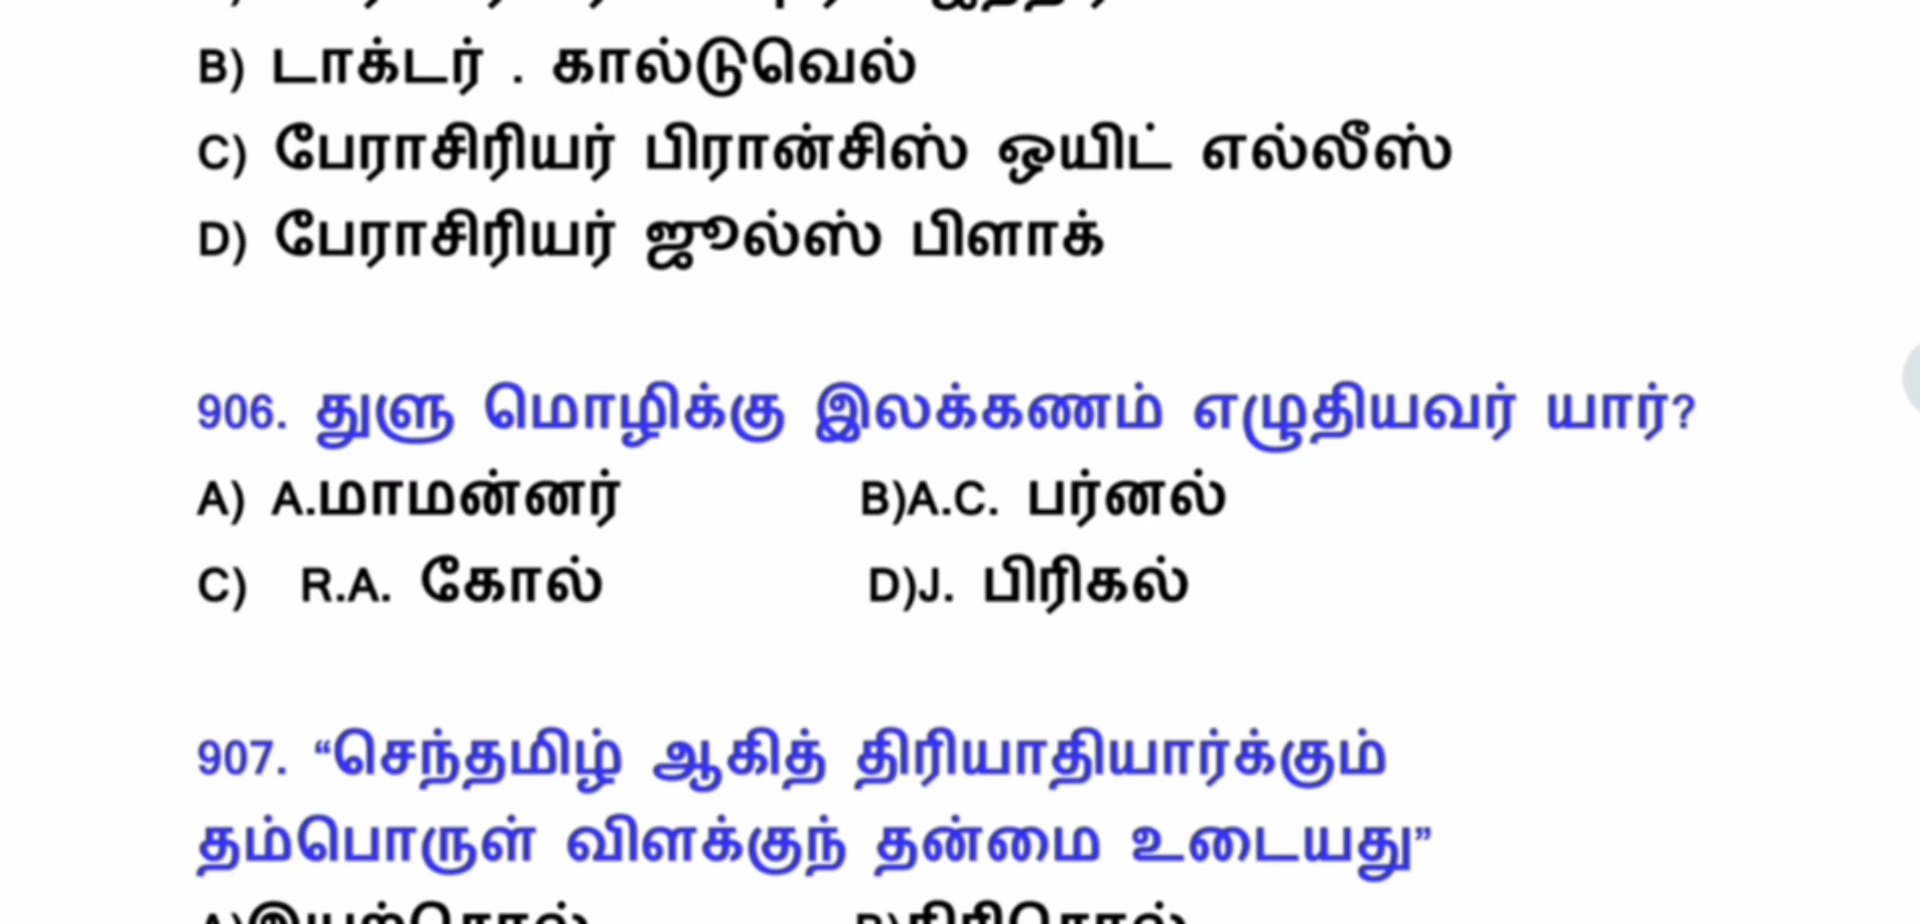 B) டாக்டர் . கால்டுவெல்
C) பேராசிரியர் பிரான்சிஸ் ஒயிட் எல்லீஸ்
D) பேராசிரியர் ஜூல்ஸ் பிளாக்
906. துளு மொழிக்கு இலக்கணம் எழுதியவர் யார்?
A) A.மாமன்னர் B)A.C. பர்னல்
C) R.A. கோல் D)J. பிரிகல்
907. “செந்தமிழ் ஆகித் திரியாதியார்க்கும்
தம்பொருள் விளக்குந் தன்மை உடையது”